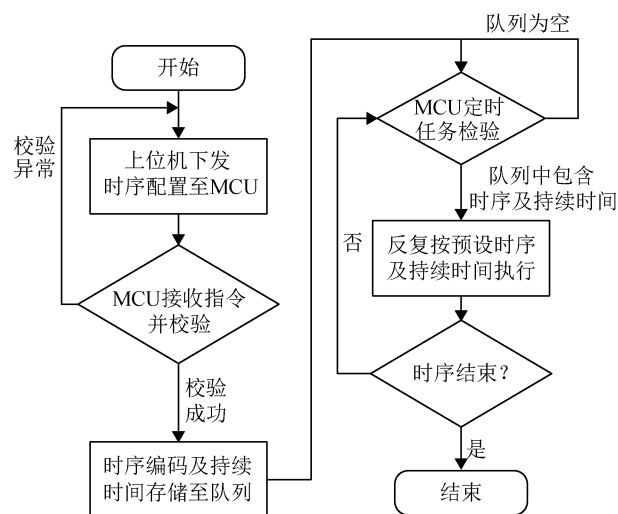 开始
校验
异常
上位机下发
时序配置至MCU
MCU接收指令
并校验
校验
成功
时序编码及持续
时间存储至队列
队列为空
MCU定时
任务检验
队列中包含
时序及持续时间
反复按预设时序
及持续时间执行
否
时序结束?
是
结束